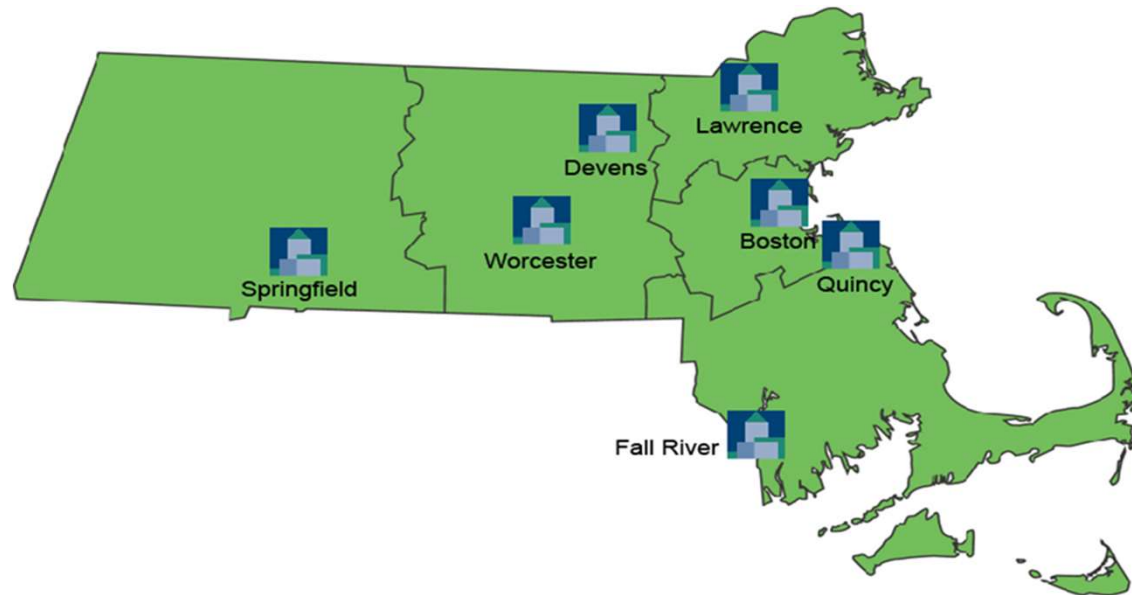 Lawrence
Devens
Boston
Worcester
Quincy
Springfield
Fall River